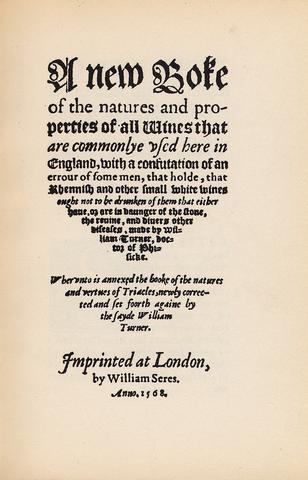 A new Boke
of the natures and pro-
perties of all Wines that
are commonlye vsed here in
England, with a confutation of an
errour of some men, that holde, that
Rhennish and other small white wines
ought not to be drunken of them that either
haue, or are in daunger of the stone,
the reume, and diuers other
diseases, made by Wil-
liam Turner, doc-
tor of Phi-
sicke.
Wherunto is annexed the booke of the natures
and vertues of Triacles, newly correc-
ted and set foorth againe by
the sayde William
Turner.
Imprinted at London,
by William Seres.
Anno. 1568.